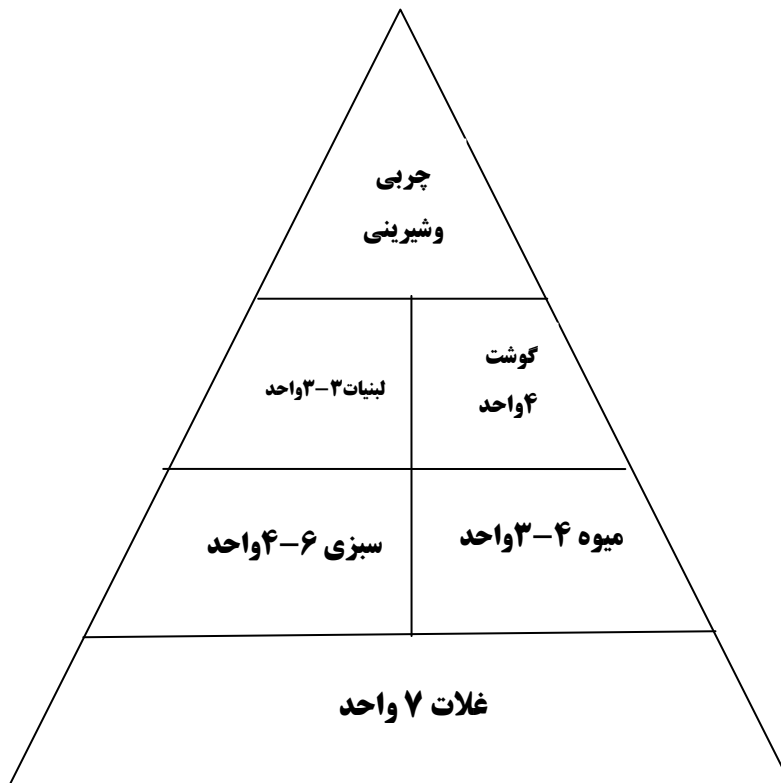 چربی
وشیرینی
گوشت
۴واحد
لبنیات۳-۳واحد
میوه ۴-۳واحد
سبزی ۶-۴واحد
غلات ۷ واحد